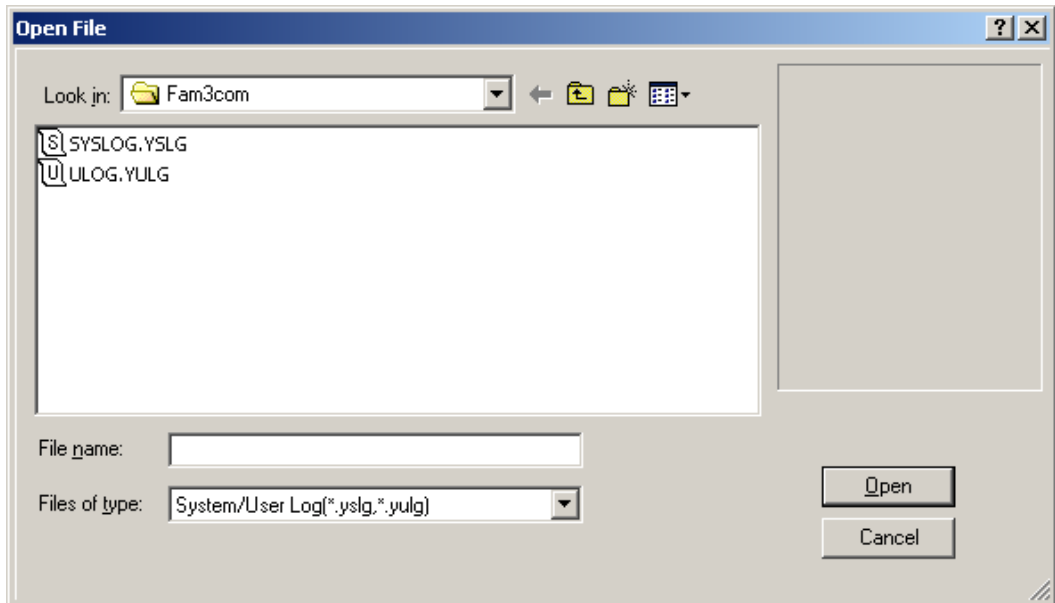 Open File
Look in: Fam3com
S SYSLOG.YSLG
U ULOG.YULG
File name:
Open
Files of type: System/User Log(*.yslg,*.yulg)
Cancel